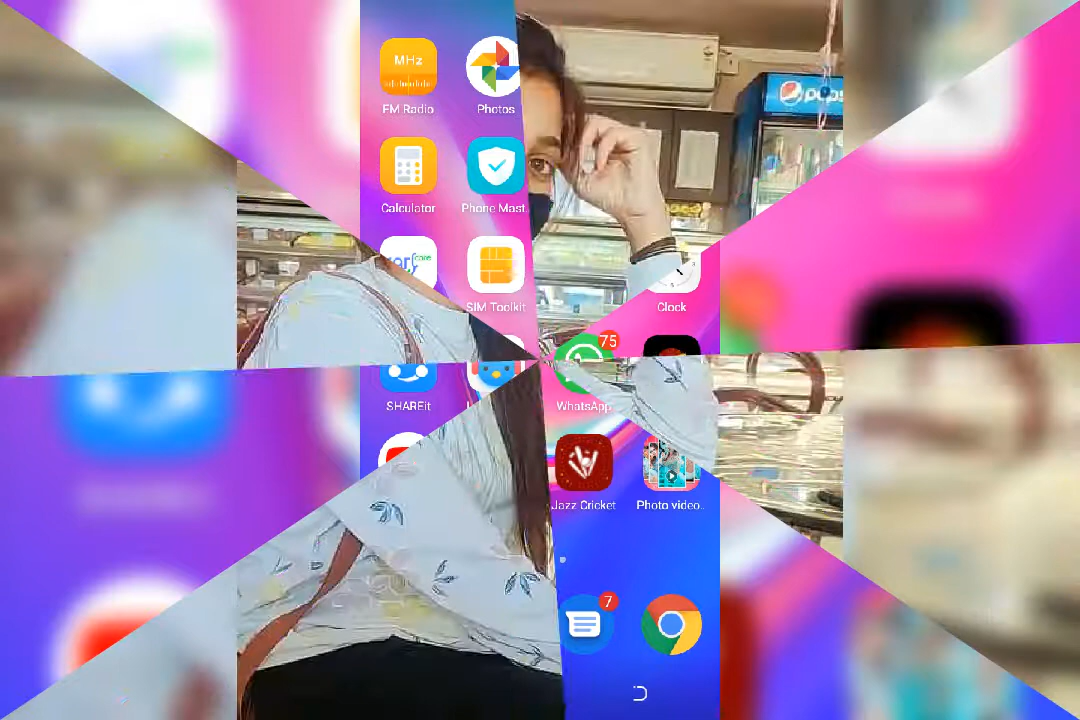 MHz
FM Radio
Photos
Calculator
Phone Mast..
SIM Toolkit
Clock
75
SHAREit
WhatsApp
Jazz Cricket
Photo video..
7